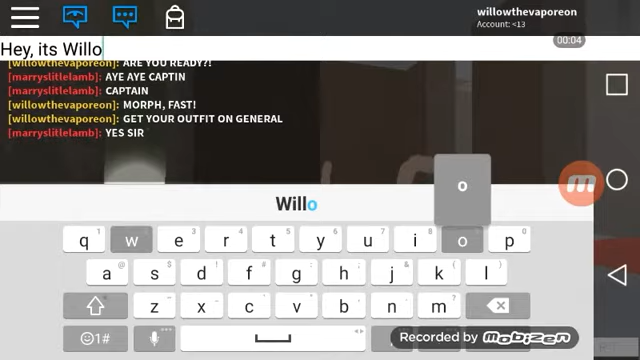 willowthevaporeon
Account: <13
00:04
Hey, its Willo
[willowthevaporeon]: ARE YOU READY?!
[marryslitlelamb]: AYE AYE CAPTIN
[marryslitlelamb]: CAPTAIN
[willowthevaporeon]: MORPH, FAST!
[willowthevaporeon]: GET YOUR OUTFIT ON GENERAL
[marryslitlelamb]: YES SIR
o
Willo
q w e r t y u i o p
a s d f g h j k l
z x c v b n m
☺1#
Recorded by mobizen